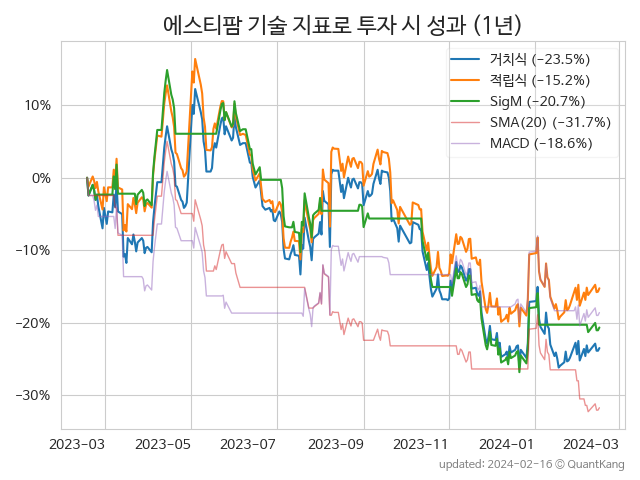 에스티팜 기술 지표로 투자 시 성과 (1년)
거치식 (−23.5%)
적립식 (−15.2%)
SigM (−20.7%)
SMA(20) (−31.7%)
MACD (−18.6%)
10%
0%
−10%
−20%
−30%
2023-03
2023-05
2023-07
2023-09
2023-11
2024-01
2024-03
updated: 2024-02-16 © QuantKang